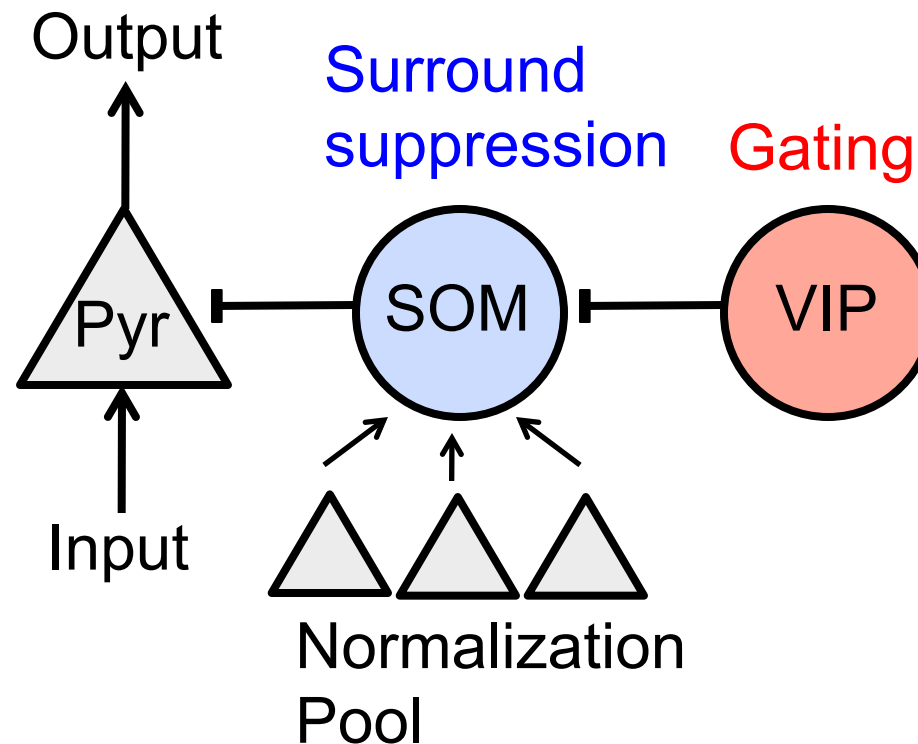 Output
Surround
suppression
Gating
Pyr
SOM
VIP
Input
Normalization
Pool